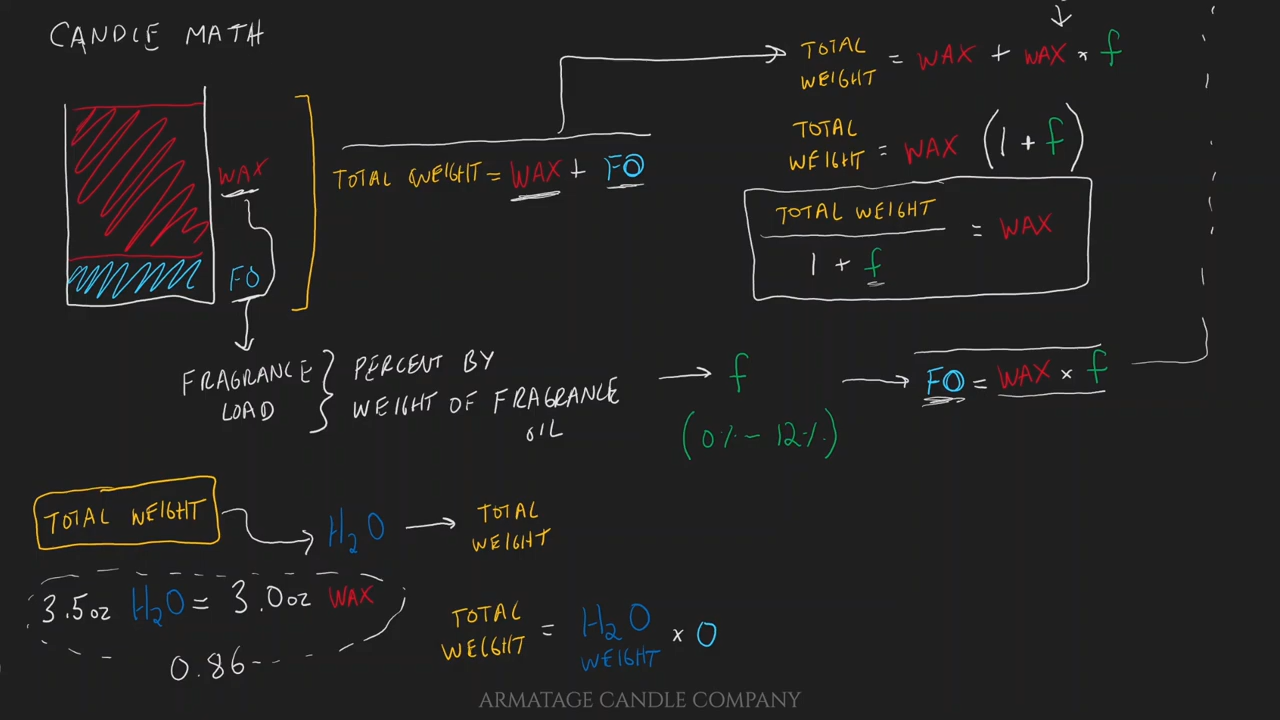 CANDLE MATH
WAX
FO
TOTAL WEIGHT = WAX + FO
TOTAL WEIGHT = WAX + WAX × f
TOTAL WEIGHT = WAX (1 + f)
TOTAL WEIGHT
1 + f
= WAX
FRAGRANCE
LOAD
PERCENT BY
WEIGHT OF FRAGRANCE
OIL
f
(0% - 12%)
FO = WAX × f
TOTAL WEIGHT
H₂O
TOTAL
WEIGHT
3.5oz H₂O = 3.0oz WAX
0.86--
TOTAL WEIGHT = H₂O WEIGHT × 0
ARMATAGE CANDLE COMPANY